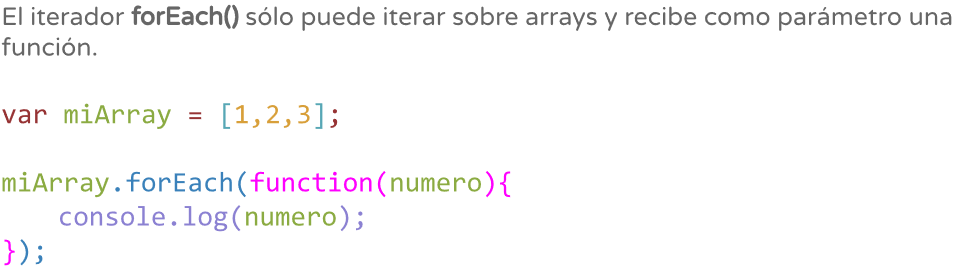 El iterador forEach() sólo puede iterar sobre arrays y recibe como parámetro una
función.
var miArray = [1,2,3];
miArray.forEach(function(numero){
    console.log(numero);
});